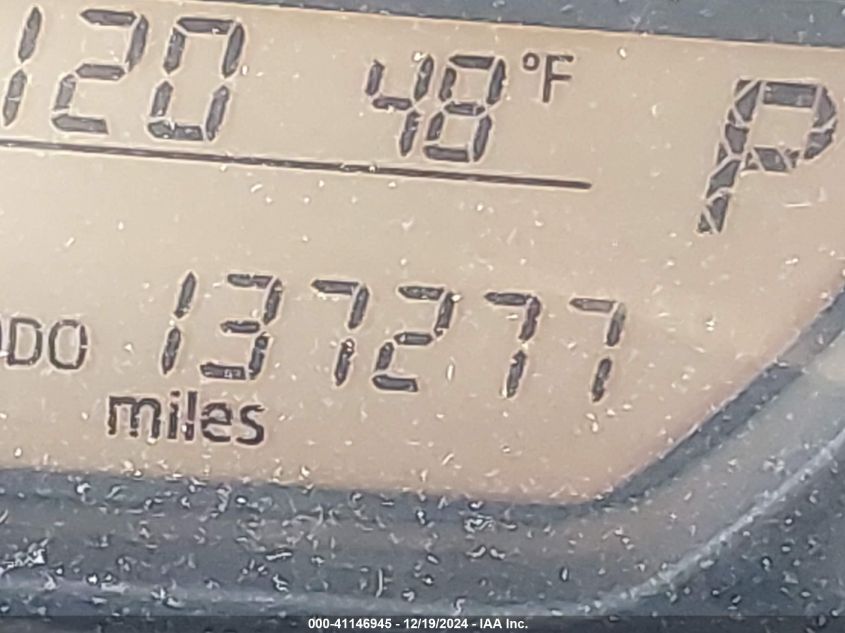 120 48 °F P
ODO 137277
miles
000-41146945 - 12/19/2024 - IAA Inc.